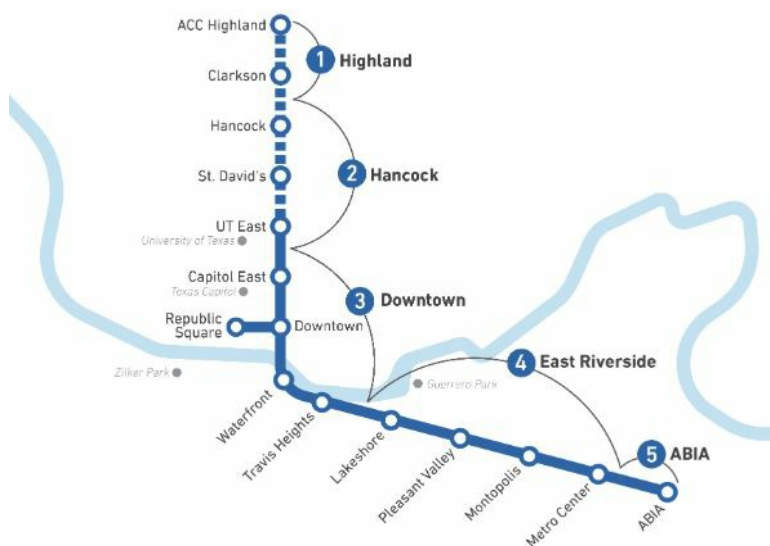 ACC Highland
1 Highland
Clarkson
Hancock
2 Hancock
St. David's
UT East
University of Texas
Capitol East
Texas Capitol
3 Downtown
Republic
Square
Downtown
4 East Riverside
Zilker Park
Guerrero Park
Waterfront
Travis Heights
Lakeshore
Pleasant Valley
Montopolis
Metro Center
5 ABIA
ABIA